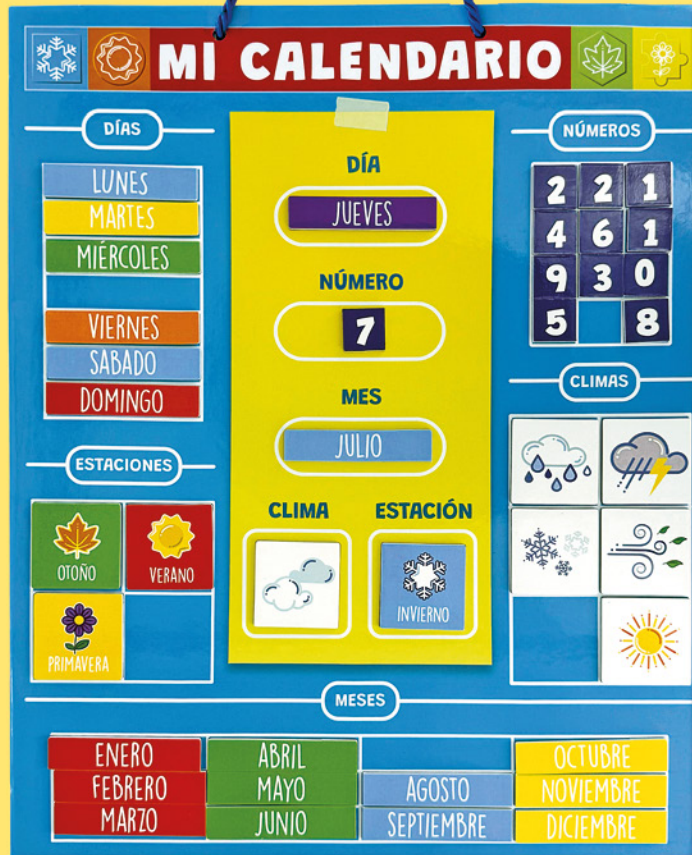 MI CALENDARIO
DÍAS
LUNES
MARTES
MIÉRCOLES
VIERNES
SÁBADO
DOMINGO
ESTACIONES
OTOÑO VERANO
PRIMAVERA
DÍA
JUEVES
NÚMERO
7
MES
JULIO
CLIMA ESTACIÓN
INVIERNO
NÚMEROS
2 2 1
4 6 1
9 3 0
5 8
CLIMAS
MESES
ENERO ABRIL OCTUBRE
FEBRERO MAYO AGOSTO NOVIEMBRE
MARZO JUNIO SEPTIEMBRE DICIEMBRE